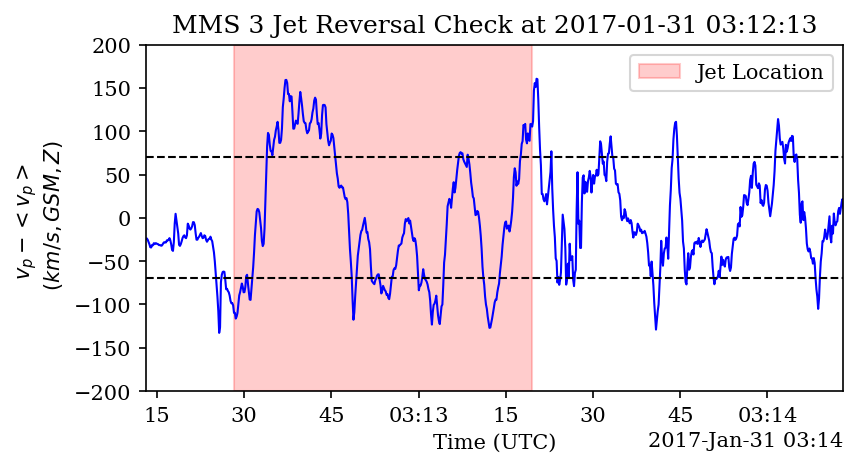 MMS 3 Jet Reversal Check at 2017-01-31 03:12:13
200
150
100
50
0
−50
−100
−150
−200
v_p − < v_p >
(km/s, GSM, Z)
Jet Location
15
30
45
03:13
15
30
45
03:14
Time (UTC)
2017-Jan-31 03:14